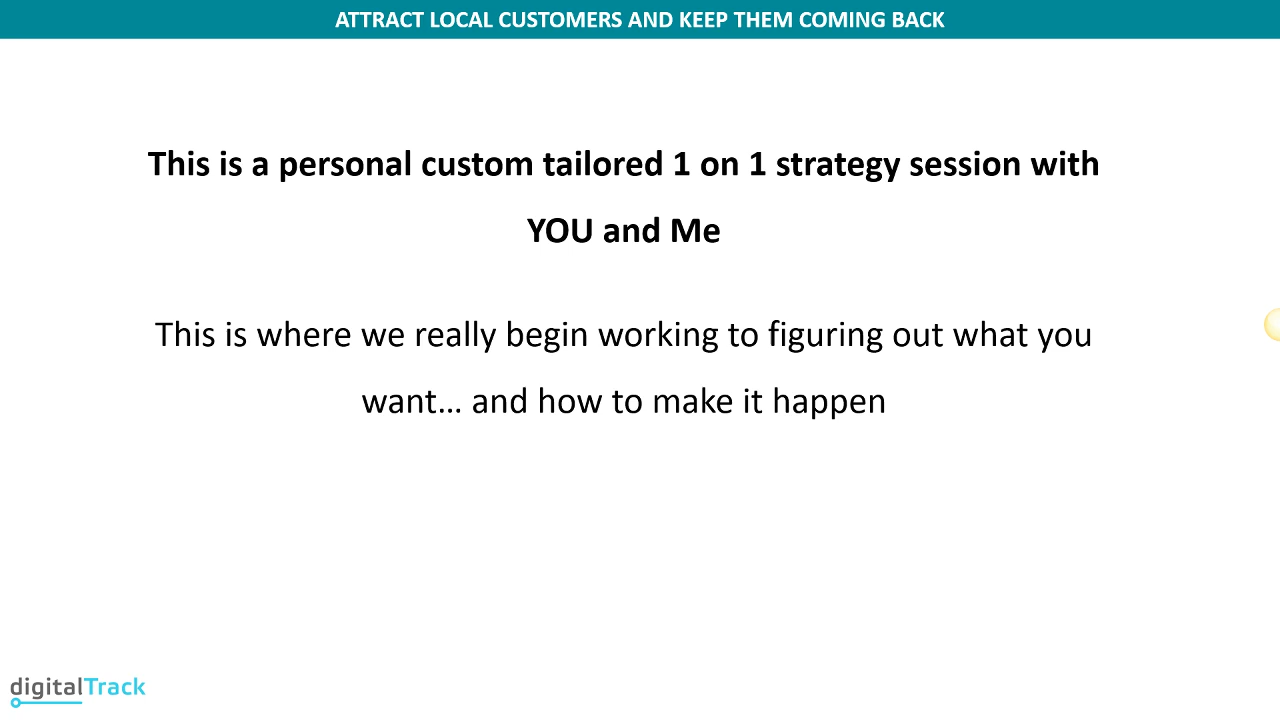 ATTRACT LOCAL CUSTOMERS AND KEEP THEM COMING BACK
This is a personal custom tailored 1 on 1 strategy session with
YOU and Me
This is where we really begin working to figuring out what you
want... and how to make it happen
digitalTrack